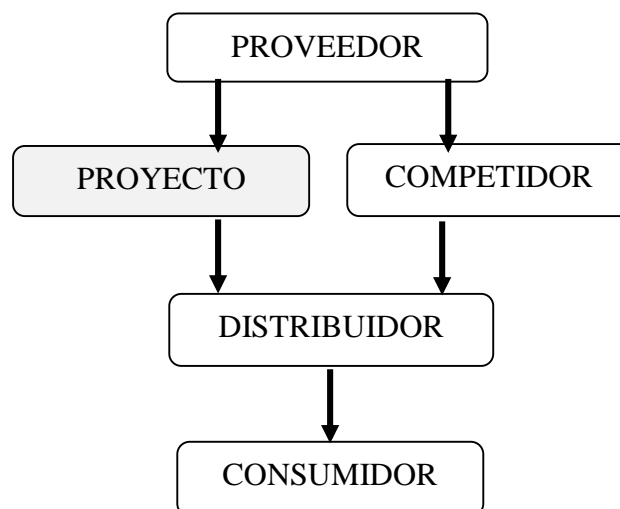 PROVEEDOR
PROYECTO
COMPETIDOR
DISTRIBUIDOR
CONSUMIDOR